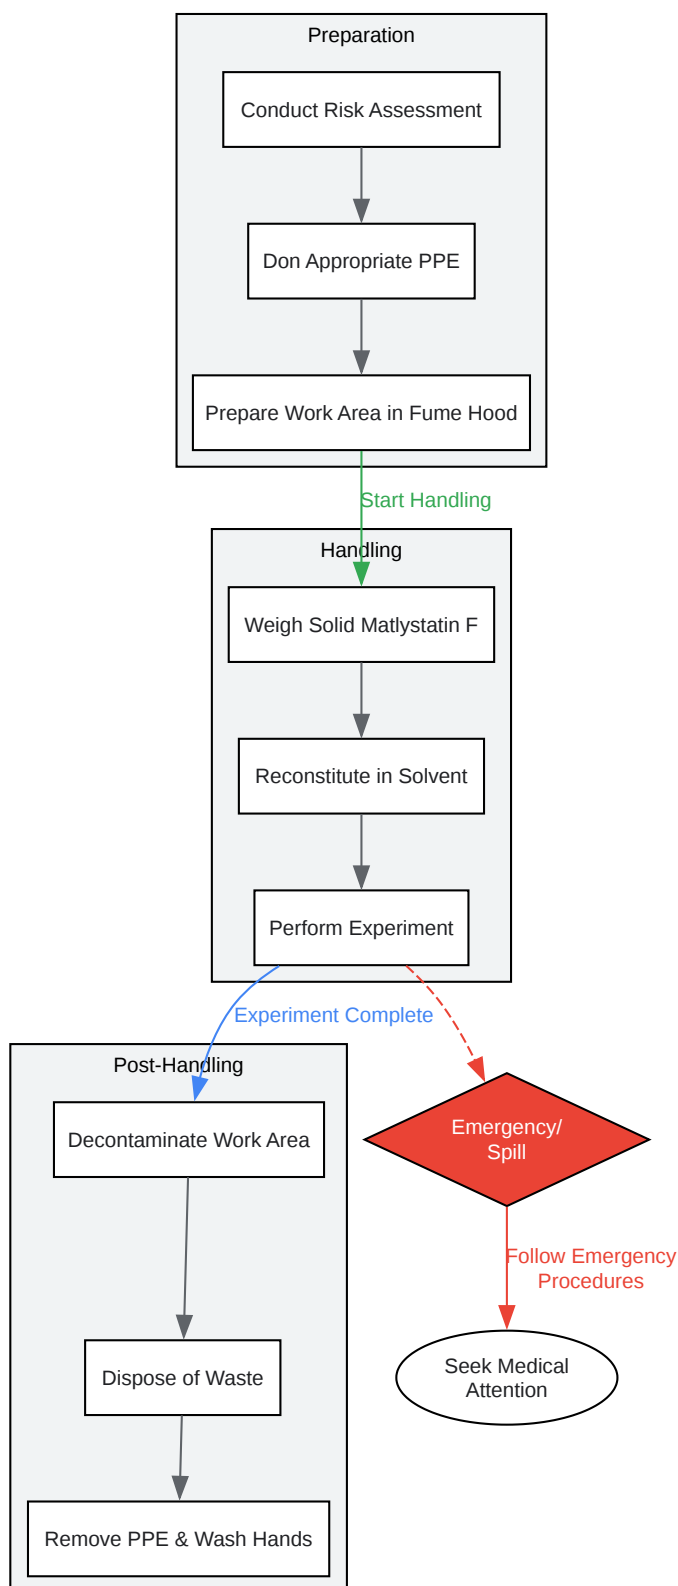 Preparation
Conduct Risk Assessment
Don Appropriate PPE
Prepare Work Area in Fume Hood
Start Handling
Handling
Weigh Solid Matlystatin F
Reconstitute in Solvent
Perform Experiment
Experiment Complete
Post-Handling
Decontaminate Work Area
Emergency/
Spill
Follow Emergency
Procedures
Dispose of Waste
Seek Medical
Attention
Remove PPE & Wash Hands